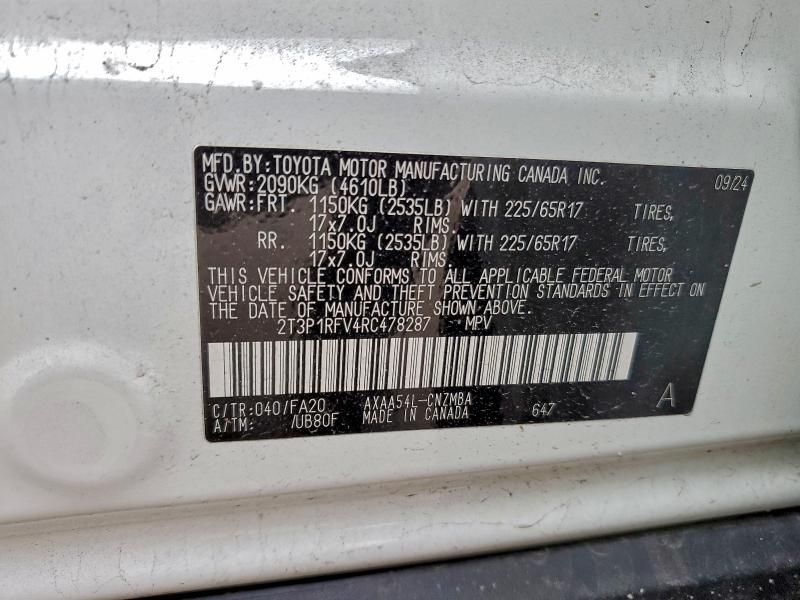 MFD.BY:TOYOTA MOTOR MANUFACTURING CANADA INC. 09/24
GVWR:2090KG (4610LB)
GAWR:FRT. 1150KG (2535LB) WITH 225/65R17 TIRES,
17x7.0J RIMS.
RR. 1150KG (2535LB) WITH 225/65R17 TIRES,
17x7.0J RIMS.
THIS VEHICLE CONFORMS TO ALL APPLICABLE FEDERAL MOTOR
VEHICLE SAFETY AND THEFT PREVENTION STANDARDS IN EFFECT ON
THE DATE OF MANUFACTURE SHOWN ABOVE.
2T3P1RFV4RC478287 MPV
C/TR:040/FA20 AXAA54L-CNZMBA 647 A
A/TM: /UB80F MADE IN CANADA